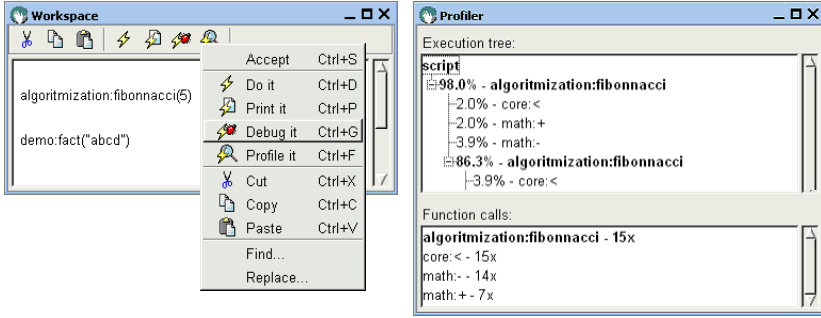 Workspace
algoritmization:fibonnacci(5)
demo:fact("abcd")
Accept Ctrl+S
Do it Ctrl+D
Print it Ctrl+P
Debug it Ctrl+G
Profile it Ctrl+F
Cut Ctrl+X
Copy Ctrl+C
Paste Ctrl+V
Find...
Replace...
Profiler
Execution tree:
script
98.0% - algoritmization:fibonnacci
2.0% - core:<
2.0% - math:+
3.9% - math:-
86.3% - algoritmization:fibonnacci
3.9% - core:<
Function calls:
algoritmization:fibonnacci - 15x
core:< - 15x
math:- - 14x
math:+ - 7x